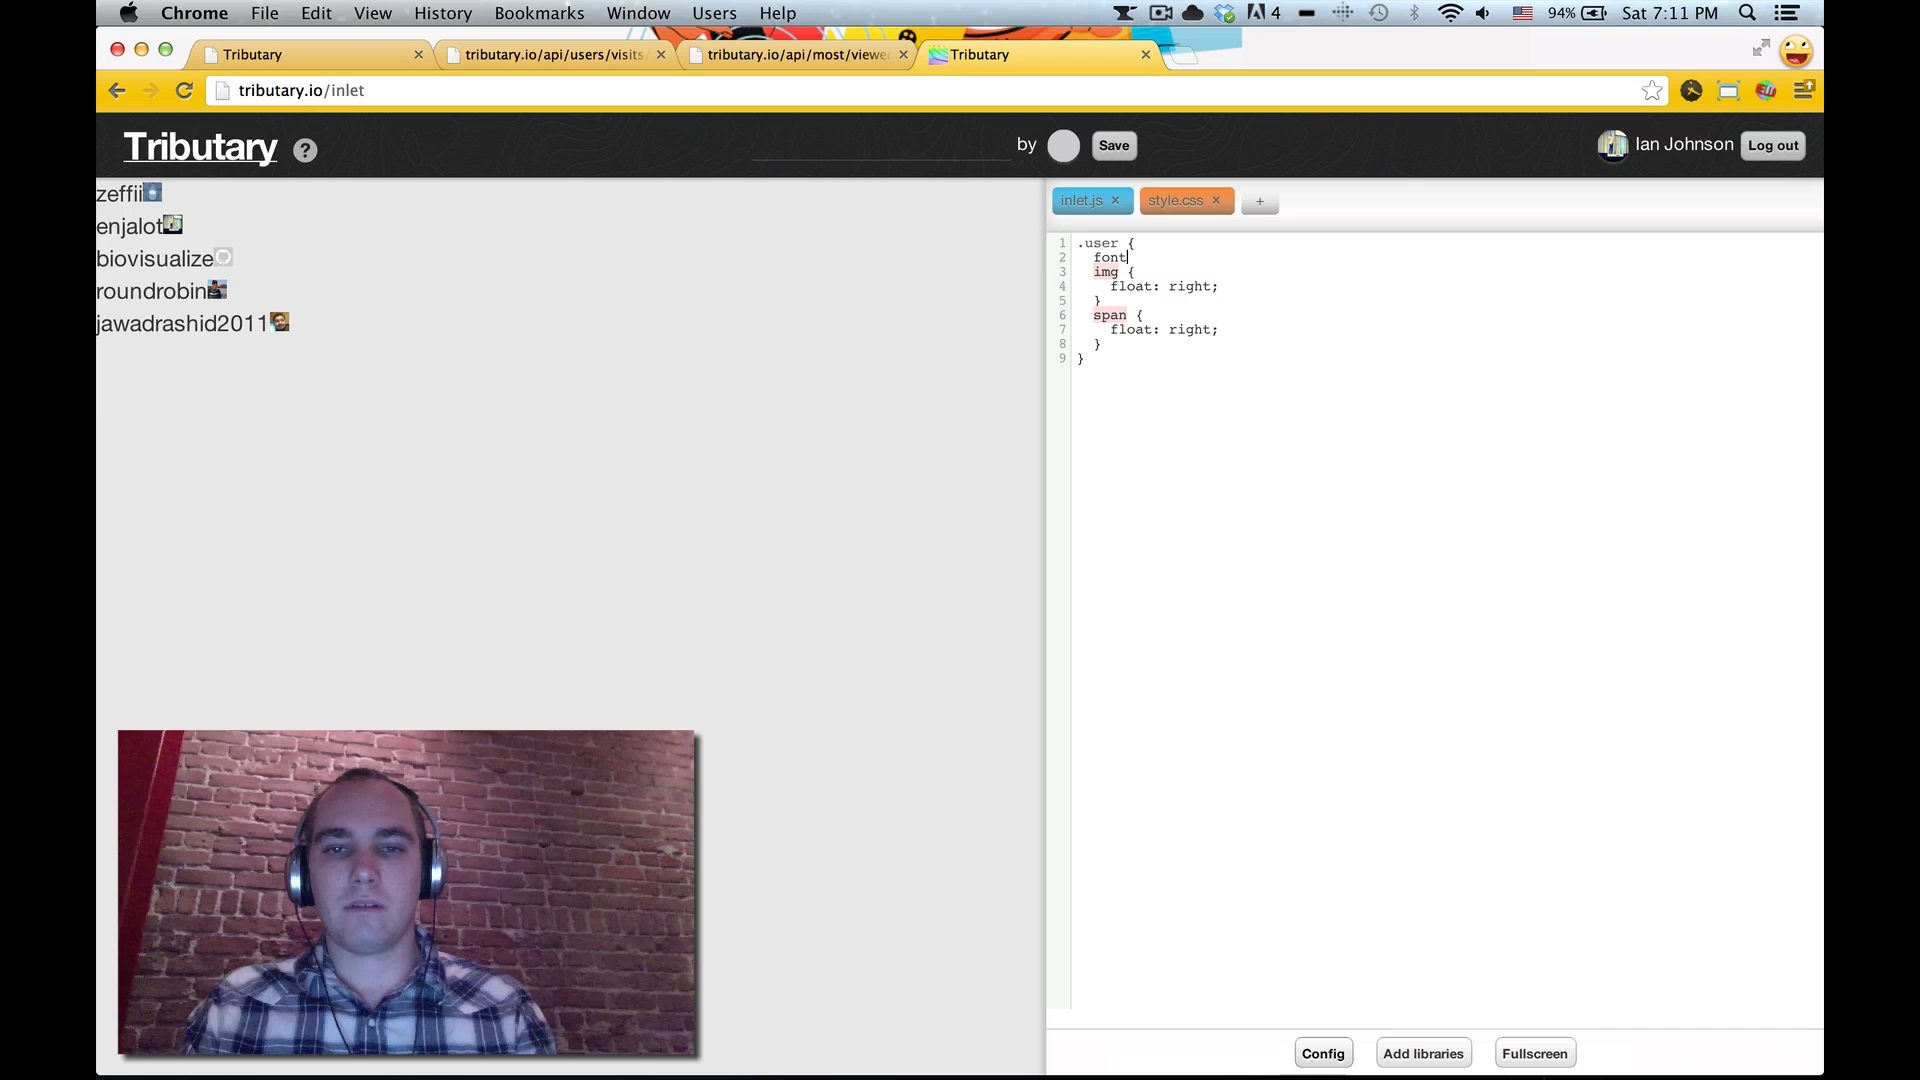 Chrome File Edit View History Bookmarks Window Users Help 4 94% Sat 7:11 PM
Tributary tributary.io/api/users/visits/ tributary.io/api/most/viewed Tributary
tributary.io/inlet
Tributary ? by Save Ian Johnson Log out
zeffii
enjalot
biovisualize
roundrobin
jawadrashid2011
inlet.js × style.css × +
1 .user {
2 font
3 img {
4 float: right;
5 }
6 span {
7 float: right;
8 }
9 }
Config Add libraries Fullscreen